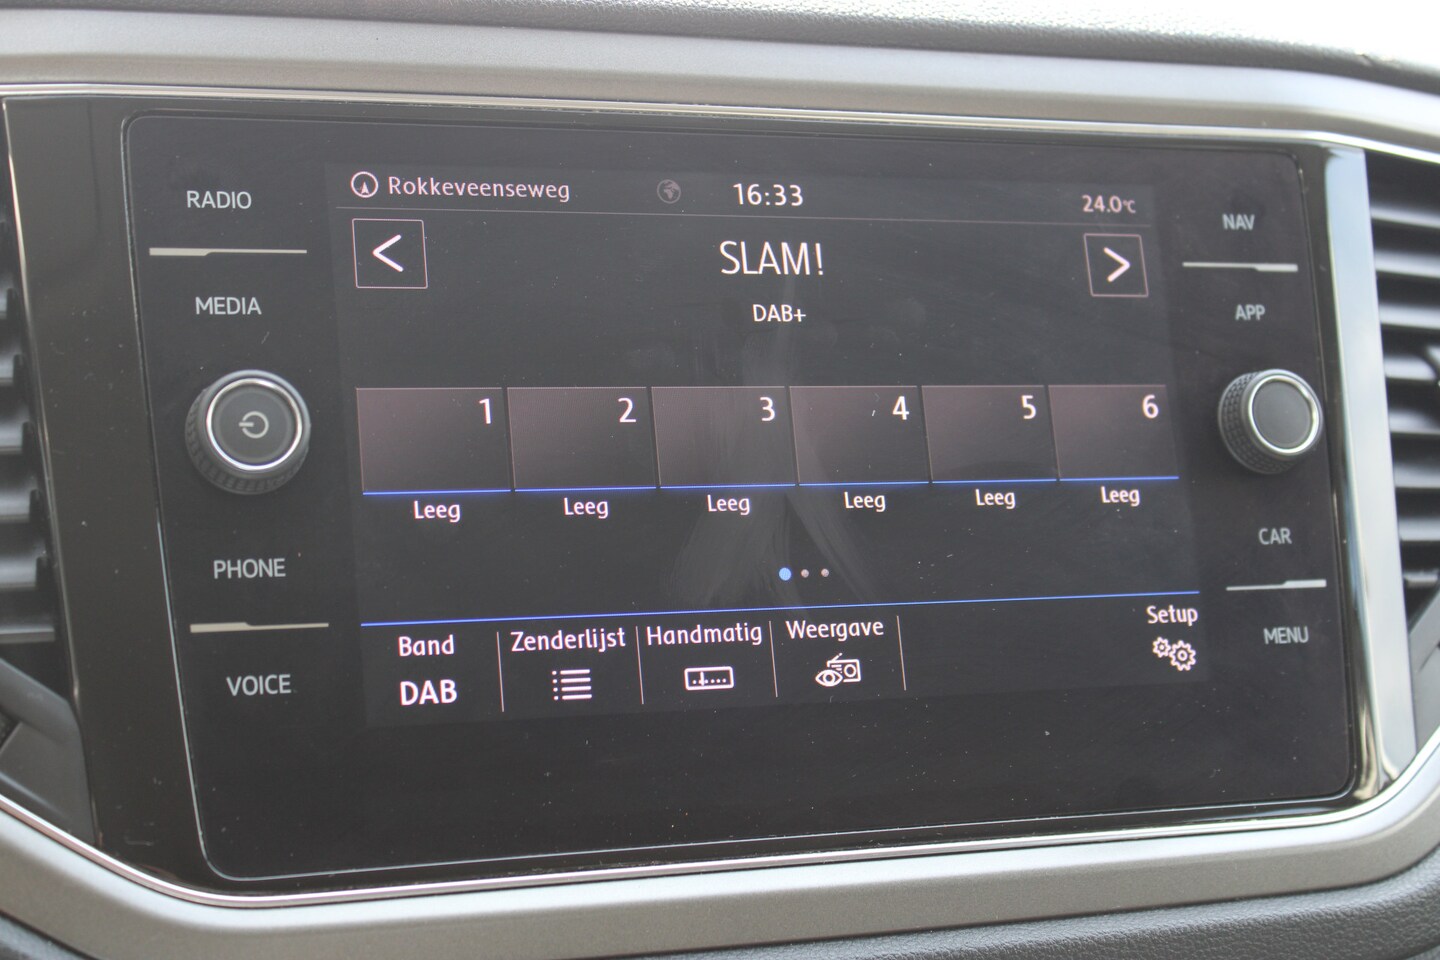 RADIO
MEDIA
PHONE
VOICE
Rokkeveenseweg 16:33 24.0°C
< SLAM! >
DAB+
1 2 3 4 5 6
Leeg Leeg Leeg Leeg Leeg Leeg
Band Zenderlijst Handmatig Weergave Setup
DAB
NAV
APP
CAR
MENU